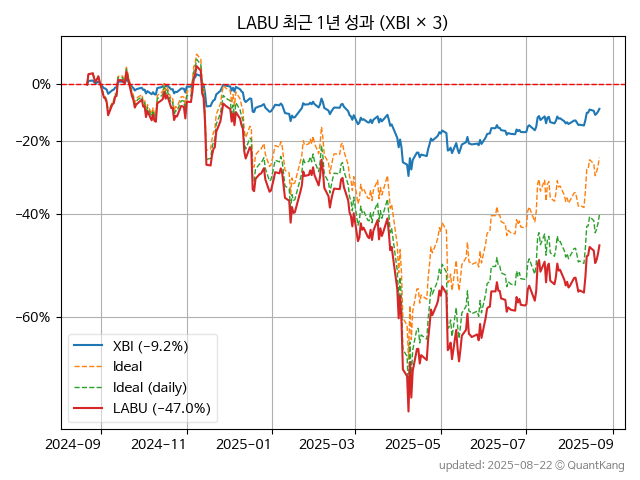 LABU 최근 1년 성과 (XBI × 3)
0%
−20%
−40%
−60%
XBI (−9.2%)
Ideal
Ideal (daily)
LABU (−47.0%)
2024-09
2024-11
2025-01
2025-03
2025-05
2025-07
2025-09
updated: 2025-08-22 © QuantKang